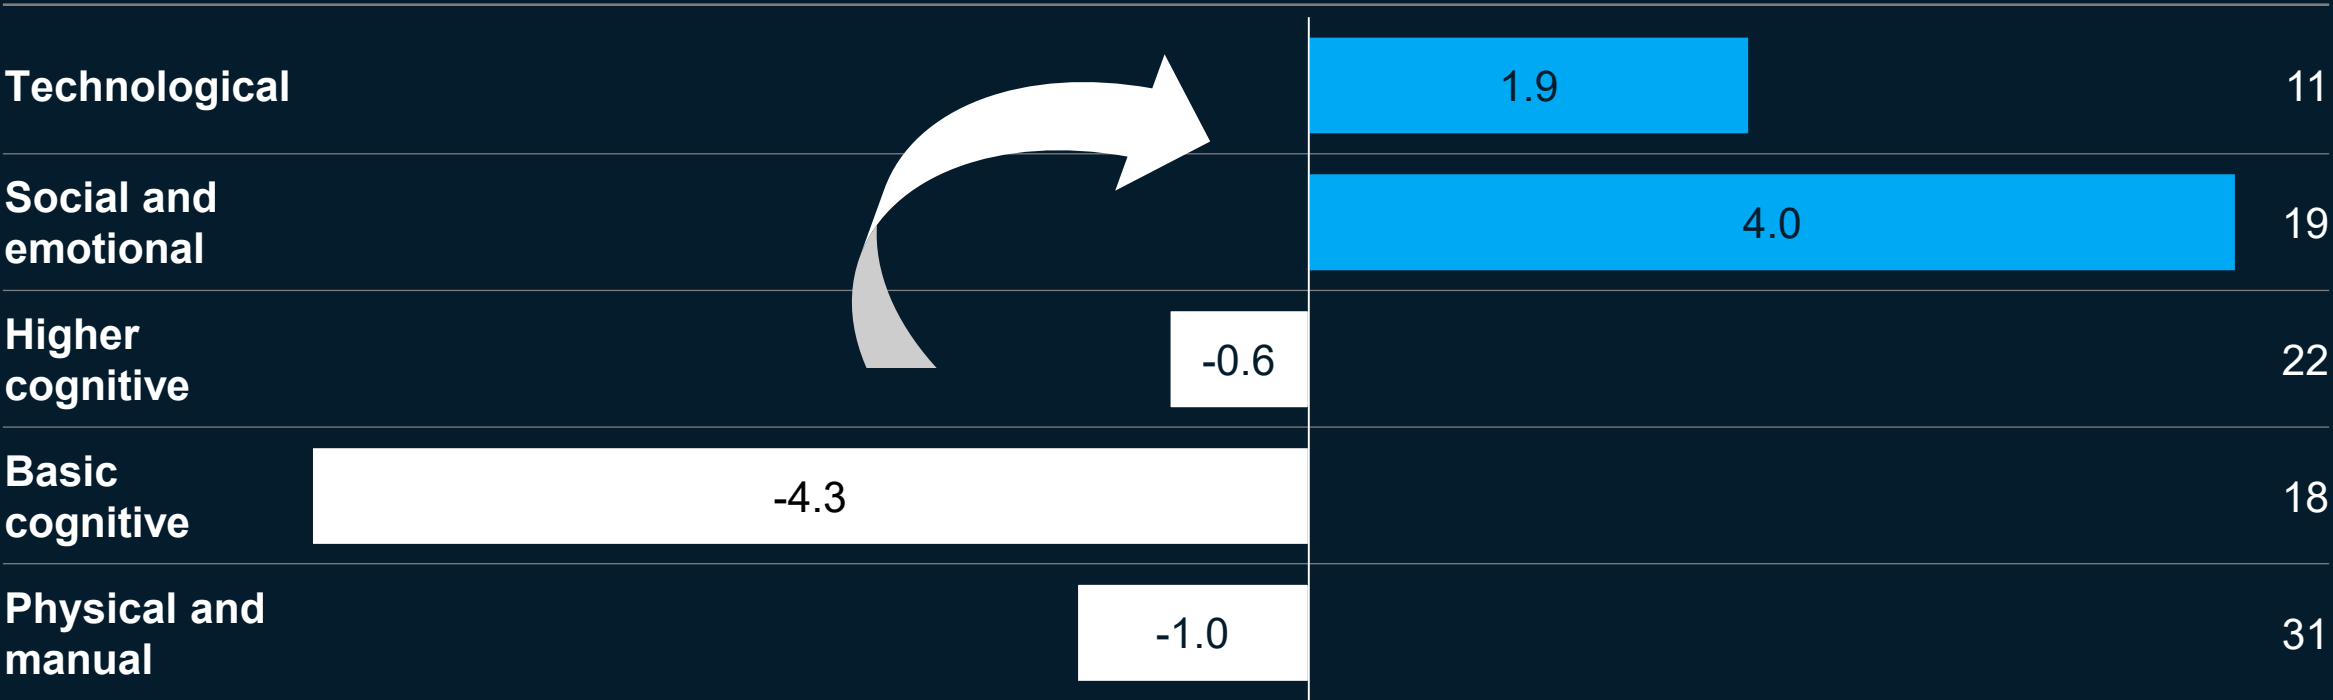 Technological
1.9
11
Social and
emotional
4.0
19
Higher
cognitive
-0.6
22
Basic
cognitive
-4.3
18
Physical and
manual
-1.0
31